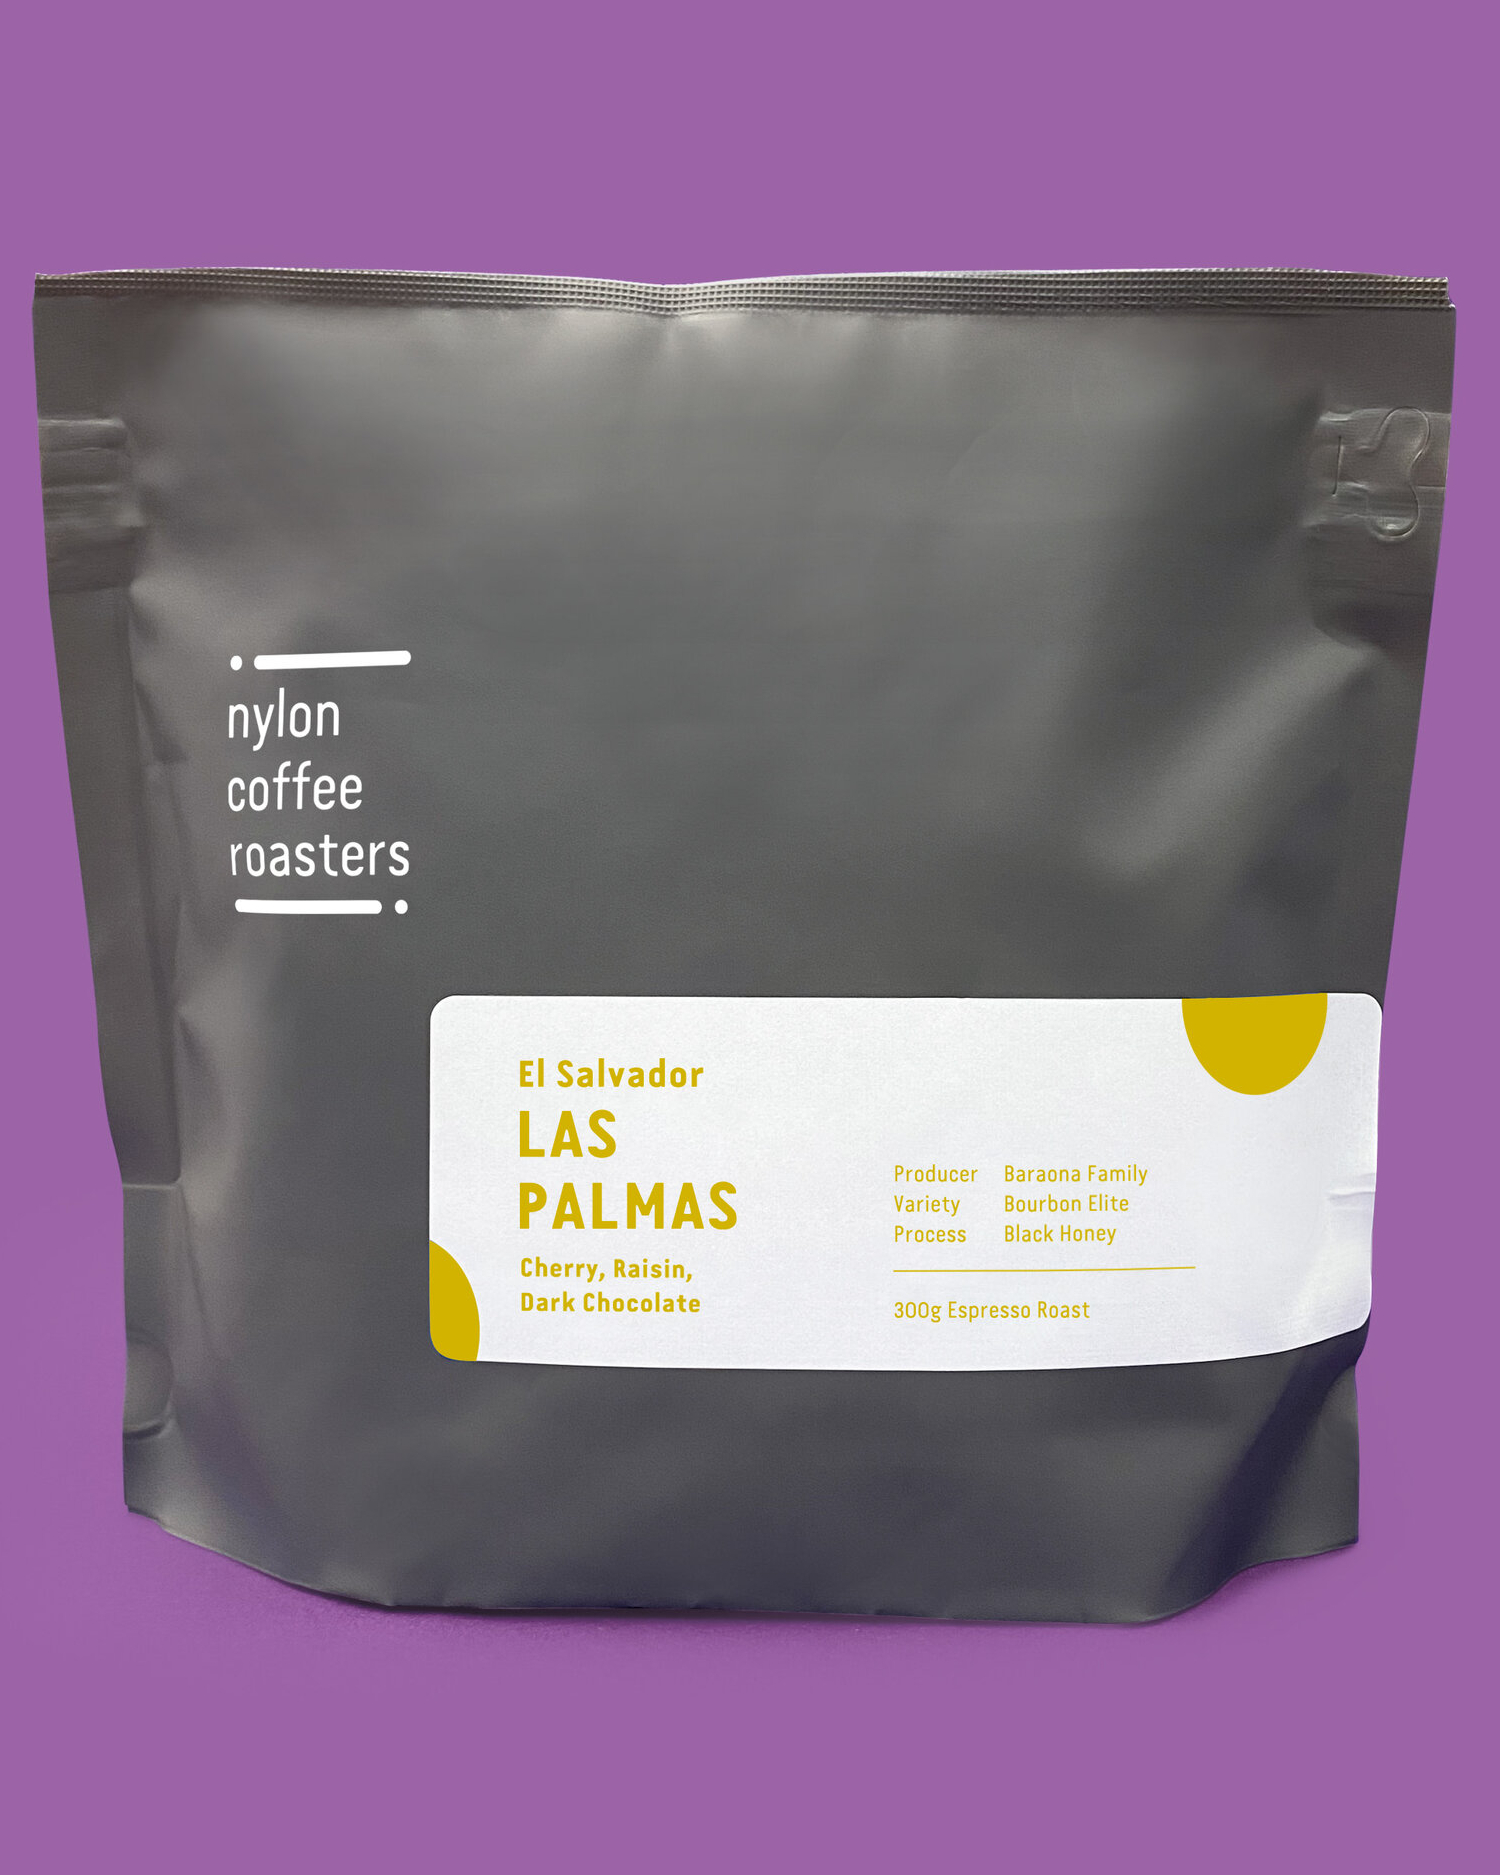 nylon
coffee
roasters
El Salvador
LAS
PALMAS
Cherry, Raisin,
Dark Chocolate
Producer Baraona Family
Variety Bourbon Elite
Process Black Honey
300g Espresso Roast